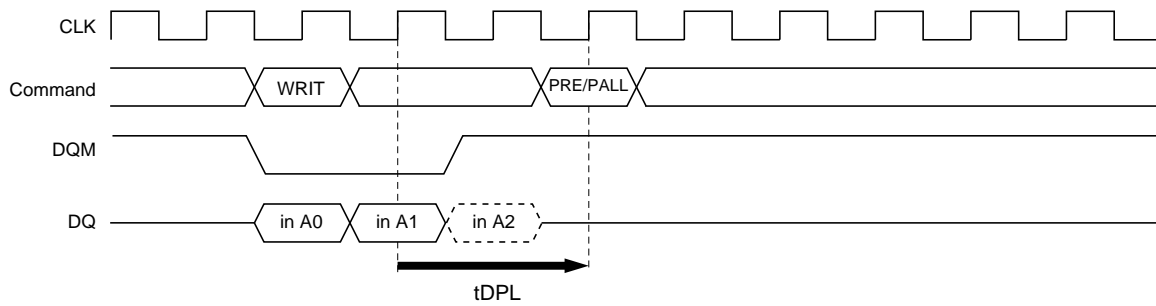 CLK
Command WRIT PRE/PALL
DQM
DQ in A0 in A1 in A2
tDPL